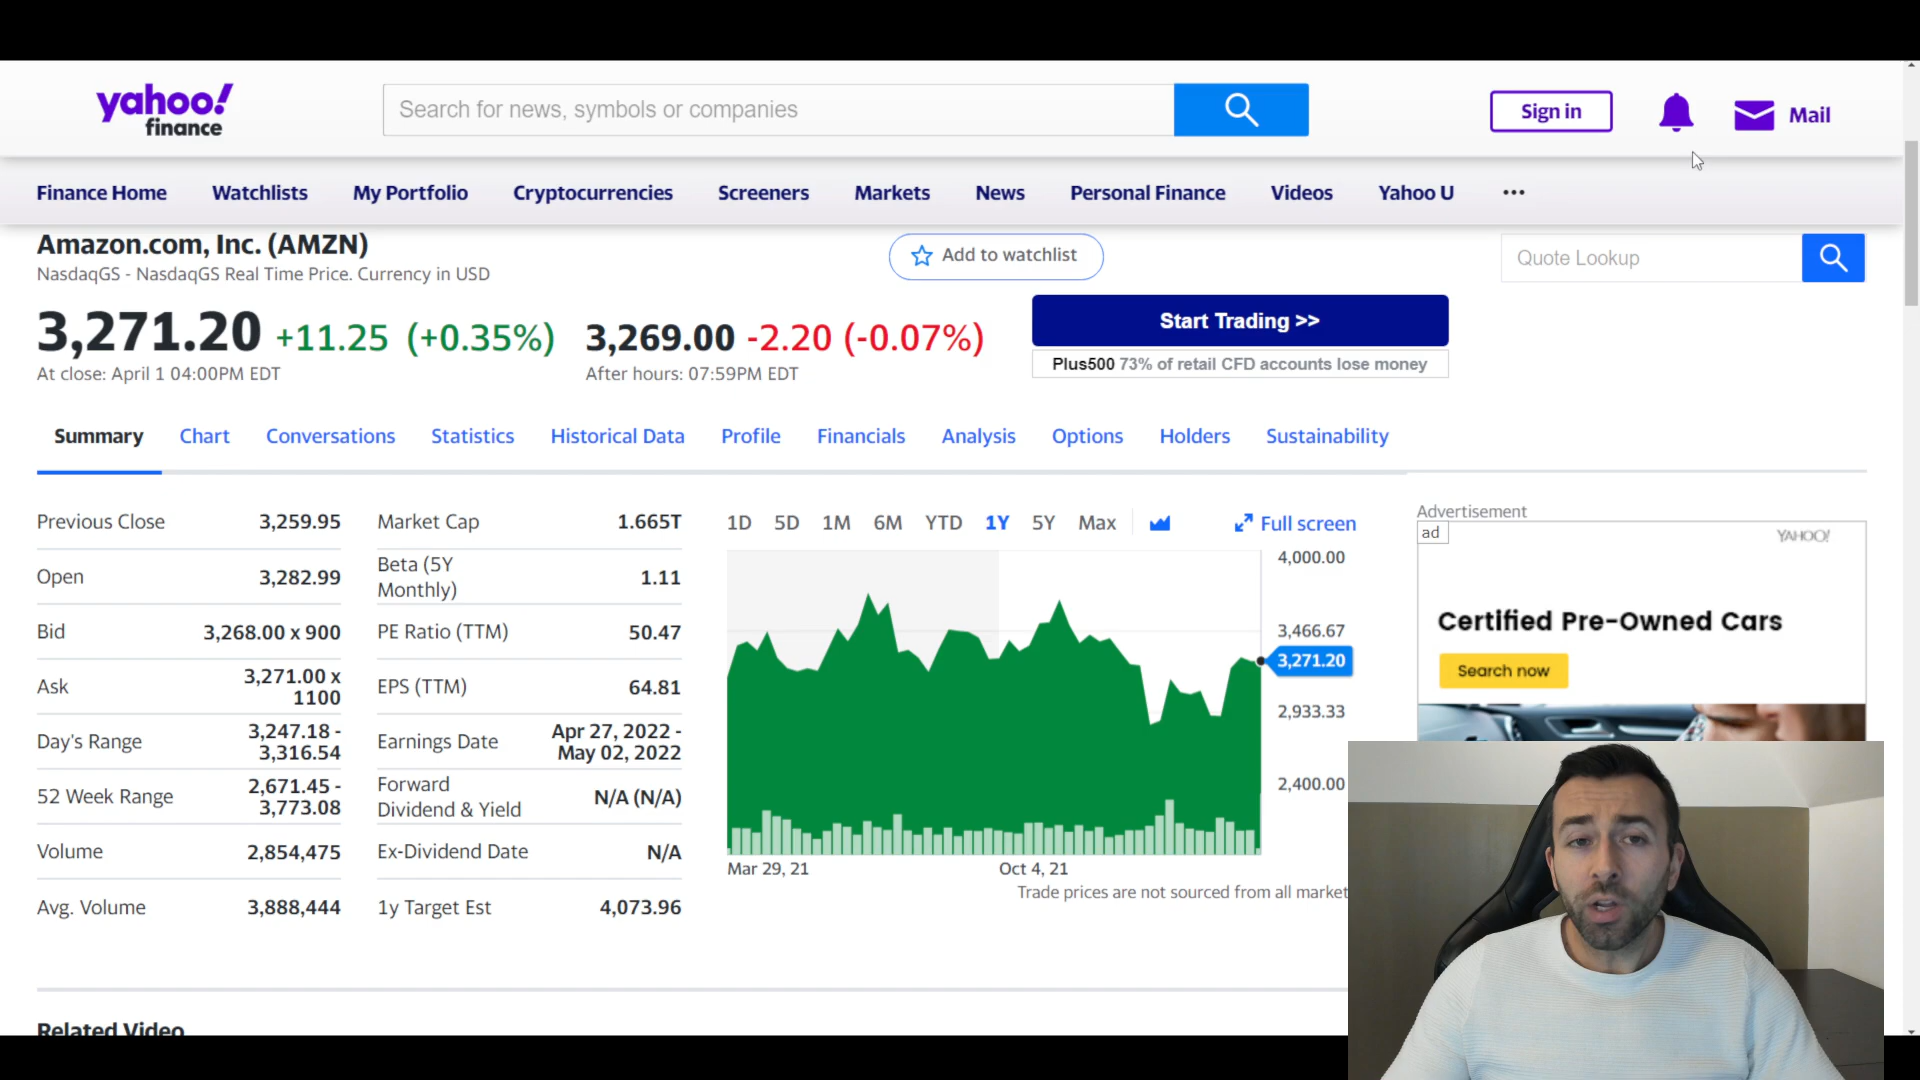 yahoo!
finance
Search for news, symbols or companies
Sign in
Mail
Finance Home
Watchlists
My Portfolio
Cryptocurrencies
Screeners
Markets
News
Personal Finance
Videos
Yahoo U
...
Amazon.com, Inc. (AMZN)
NasdaqGS - NasdaqGS Real Time Price. Currency in USD
Add to watchlist
Quote Lookup
3,271.20 +11.25 (+0.35%)
At close: April 1 04:00PM EDT
3,269.00 -2.20 (-0.07%)
After hours: 07:59PM EDT
Start Trading >>
Plus500 73% of retail CFD accounts lose money
Summary
Chart
Conversations
Statistics
Historical Data
Profile
Financials
Analysis
Options
Holders
Sustainability
Previous Close 3,259.95
Open 3,282.99
Bid 3,268.00 x 900
Ask 3,271.00 x
1100
Day's Range 3,247.18 -
3,316.54
52 Week Range 2,671.45 -
3,773.08
Volume 2,854,475
Avg. Volume 3,888,444
Market Cap 1.665T
Beta (5Y
Monthly) 1.11
PE Ratio (TTM) 50.47
EPS (TTM) 64.81
Earnings Date Apr 27, 2022 -
May 02, 2022
Forward
Dividend & Yield N/A (N/A)
Ex-Dividend Date N/A
1y Target Est 4,073.96
1D 5D 1M 6M YTD 1Y 5Y Max
Full screen
4,000.00
3,466.67
3,271.20
2,933.33
2,400.00
Mar 29, 21
Oct 4, 21
Trade prices are not sourced from all market
Advertisement
ad
YAHOO!
Certified Pre-Owned Cars
Search now
Related Video